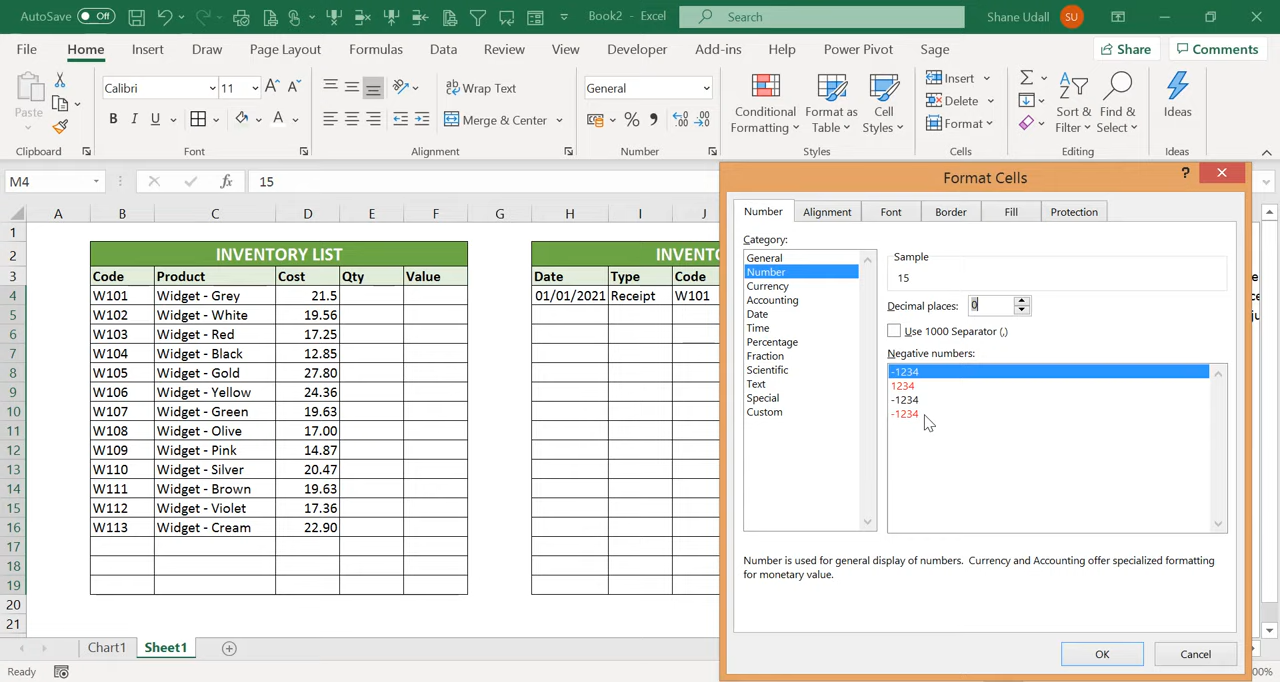 AutoSave Off Book2 - Excel Search Shane Udall SU
File Home Insert Draw Page Layout Formulas Data Review View Developer Add-ins Help Power Pivot Sage Share Comments
Paste
Clipboard
Calibri 11
B I U
Font
Wrap Text
Merge & Center
Alignment
General
%
Number
Conditional Formatting
Format as Table
Cell Styles
Styles
Insert
Delete
Format
Cells
Sort & Filter
Find & Select
Editing
Ideas
Ideas
M4 fx 15
A B C D E F G H I J
1
2 INVENTORY LIST INVENTO
3 Code Product Cost Qty Value Date Type Code
4 W101 Widget - Grey 21.5 01/01/2021 Receipt W101
5 W102 Widget - White 19.56
6 W103 Widget - Red 17.25
7 W104 Widget - Black 12.85
8 W105 Widget - Gold 27.80
9 W106 Widget - Yellow 24.36
10 W107 Widget - Green 19.63
11 W108 Widget - Olive 17.00
12 W109 Widget - Pink 14.87
13 W110 Widget - Silver 20.47
14 W111 Widget - Brown 19.63
15 W112 Widget - Violet 17.36
16 W113 Widget - Cream 22.90
17
18
19
20
21
Chart1 Sheet1
Ready
Format Cells ?
Number Alignment Font Border Fill Protection
Category:
General
Number
Currency
Accounting
Date
Time
Percentage
Fraction
Scientific
Text
Special
Custom
Sample
15
Decimal places: 0
Use 1000 Separator (,)
Negative numbers:
-1234
1234
-1234
-1234
Number is used for general display of numbers. Currency and Accounting offer specialized formatting
for monetary value.
OK Cancel